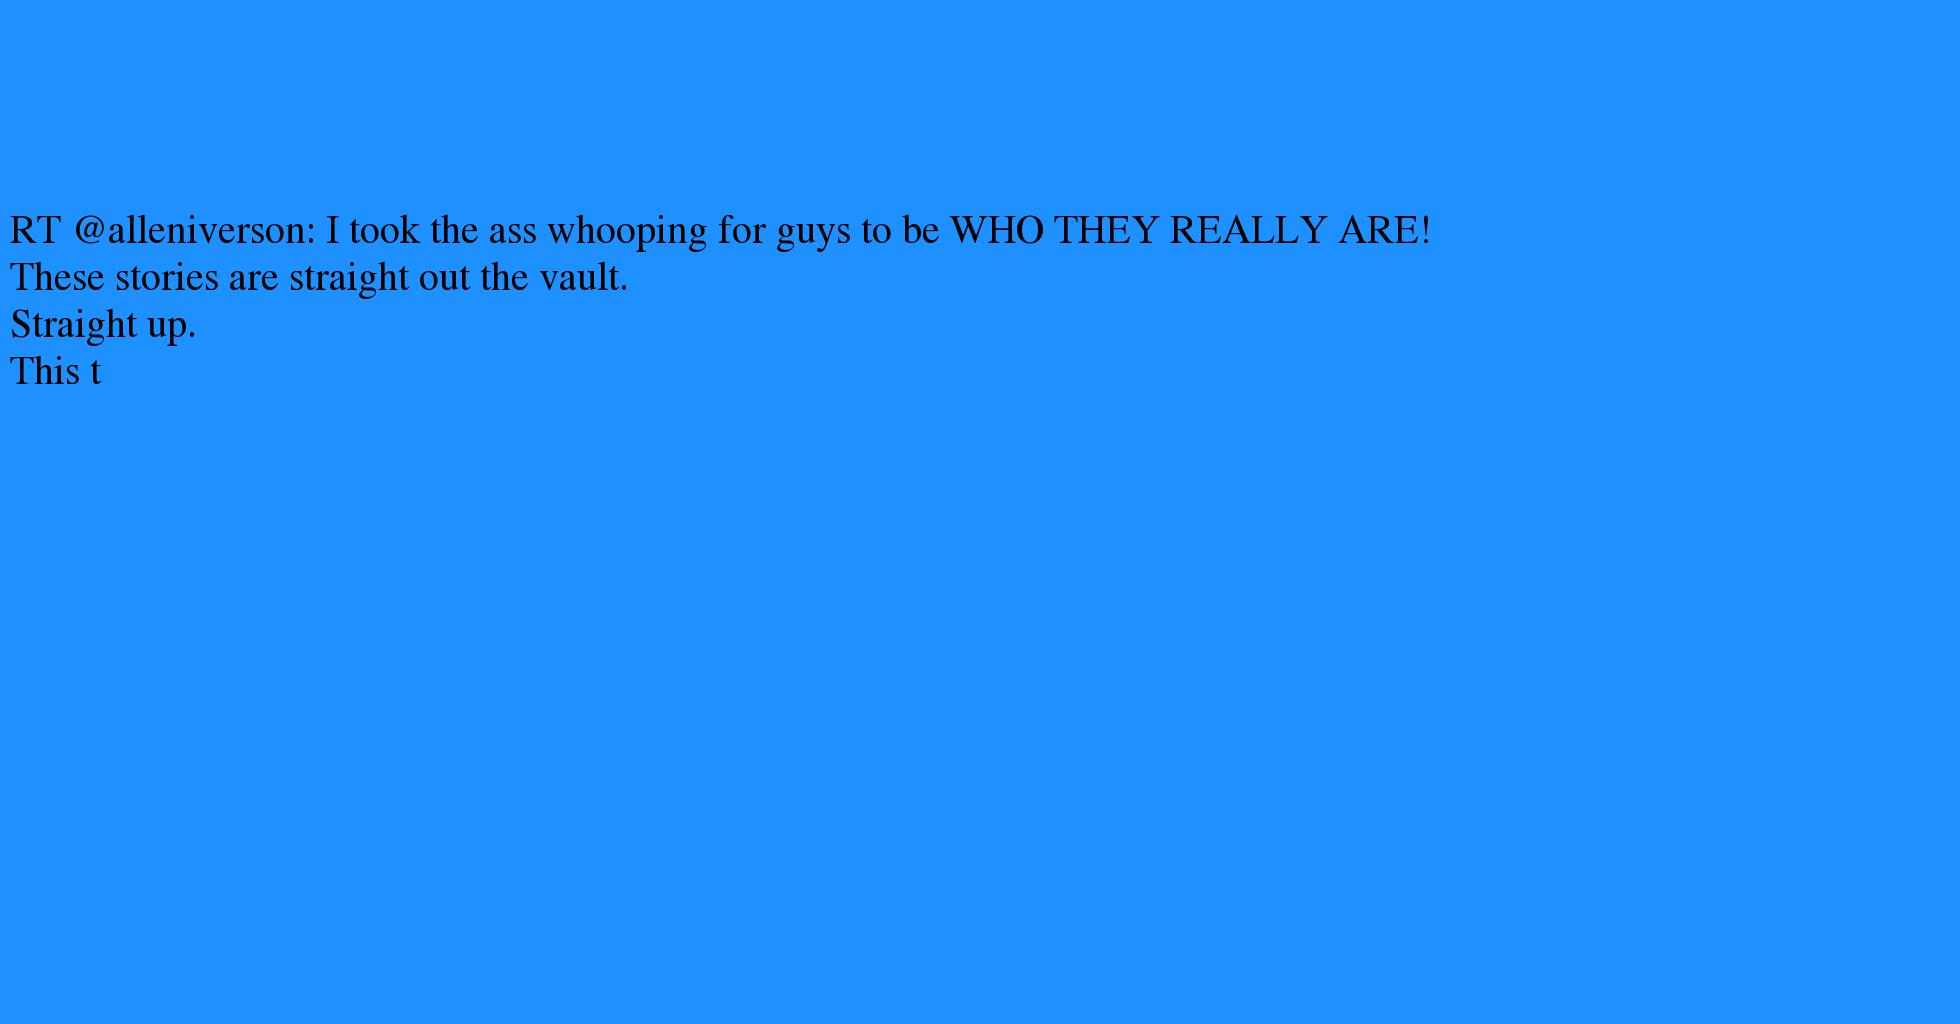 RT @alleniverson: I took the ass whooping for guys to be WHO THEY REALLY ARE!
These stories are straight out the vault.
Straight up.
This t